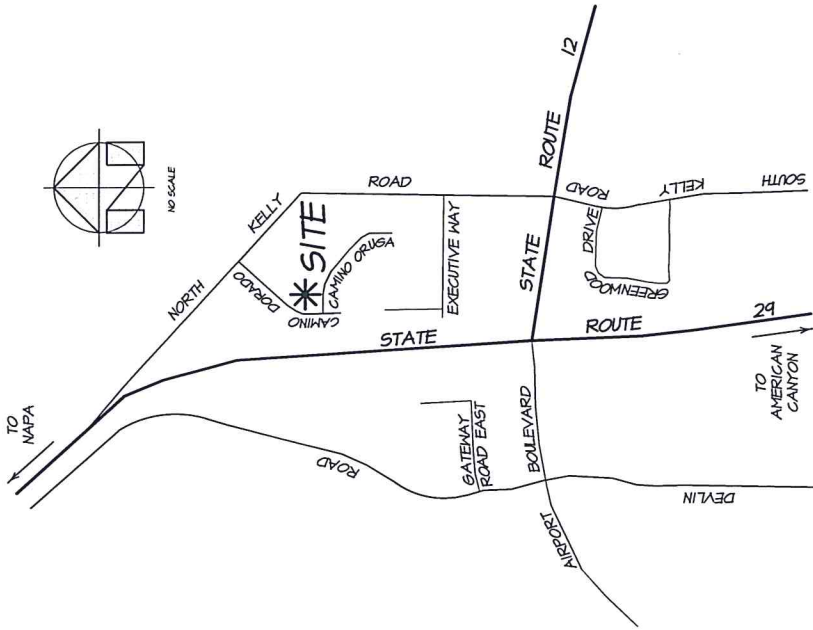 NO SCALE
TO
NAPA
NORTH
KELLY
ROAD
DORADO
CAMINO
SITE
CAMINO ORUGA
EXECUTIVE WAY
STATE
ROUTE
12
ROAD
KELLY
SOUTH
DRIVE
GREENWOOD
STATE
ROUTE
29
TO
AMERICAN
CANYON
ROAD
GATEWAY
ROAD EAST
BOULEVARD
AIRPORT
DEVLIN